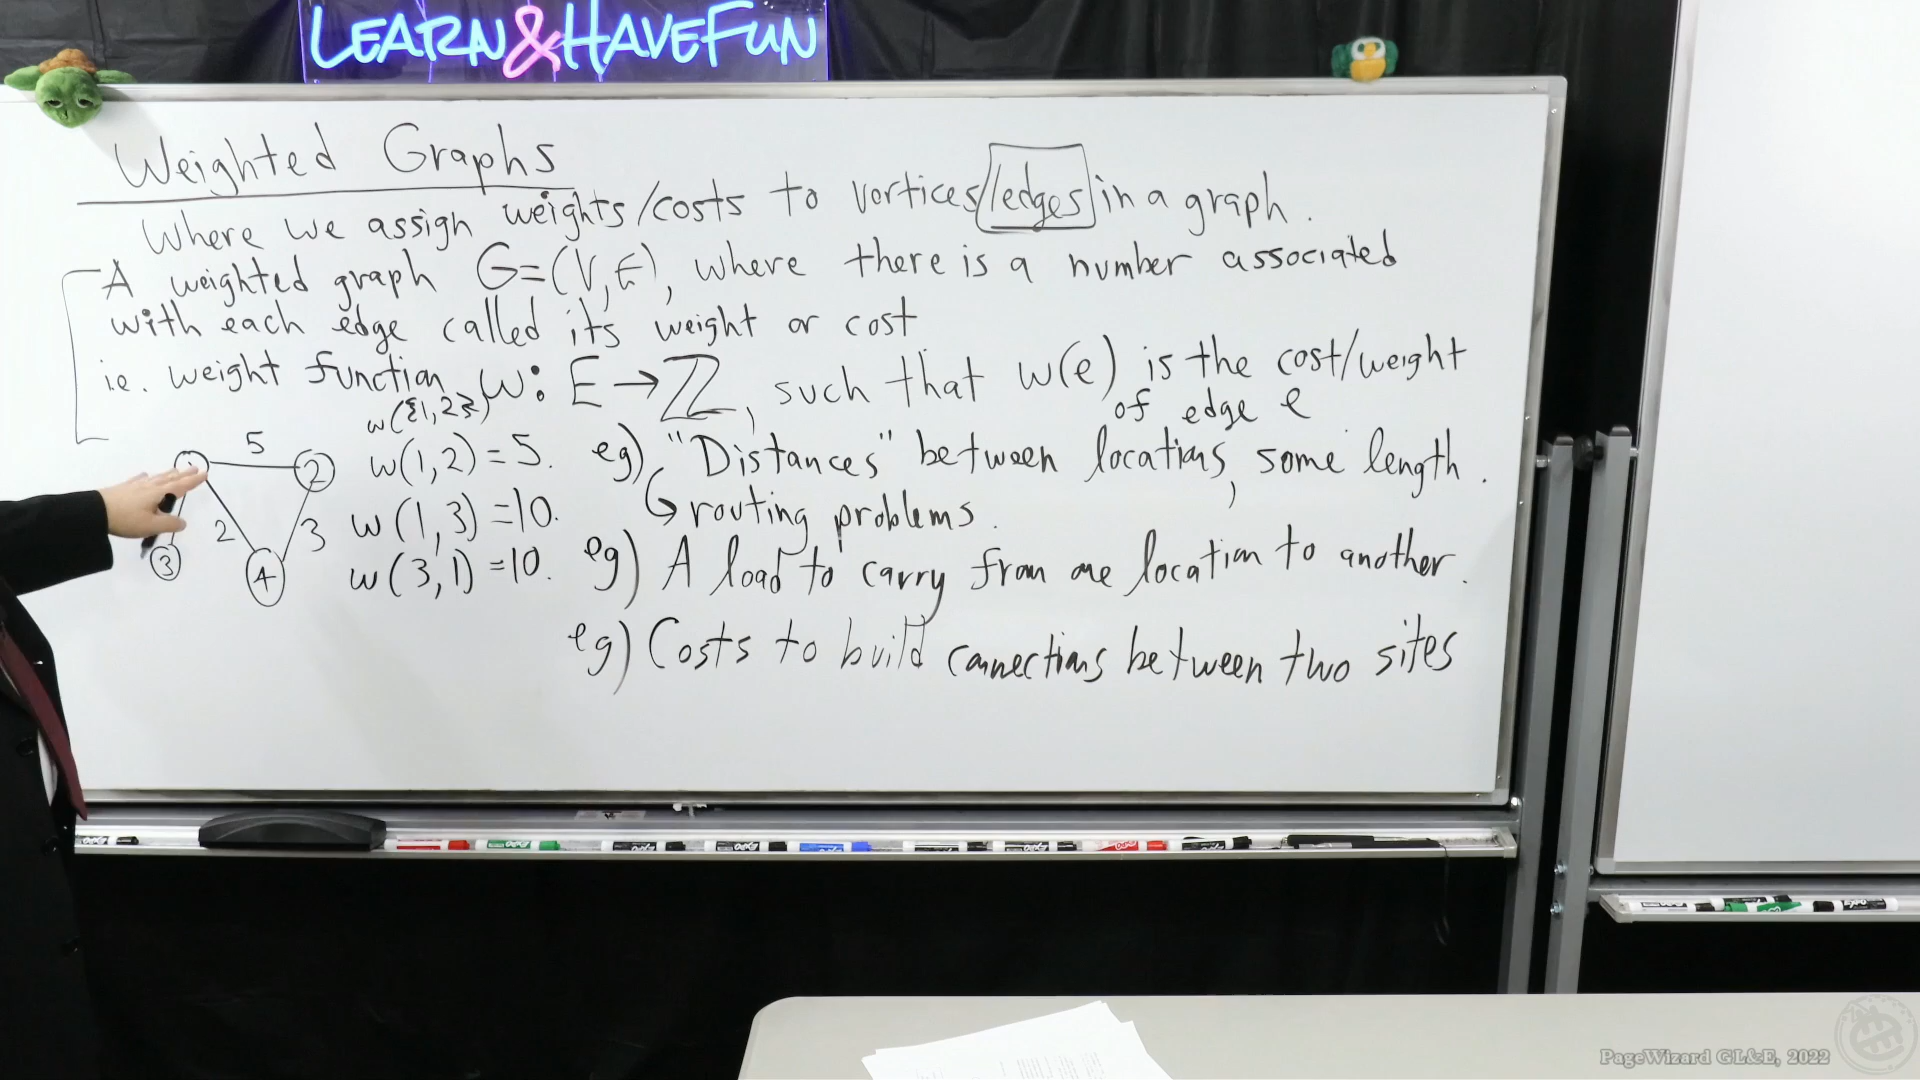 LEARN&HAVEFUN
Weighted Graphs
Where we assign weights/costs to vortices/edges in a graph.
A weighted graph G=(V,E), where there is a number associated
with each edge called its weight or cost
i.e. weight function w: E→ℤ, such that w(e) is the cost/weight
of edge e
w({1,2})
5
w(1,2)=5.
2
w(1,3)=10.
2
3
w(3,1)=10.
3
4
eg) "Distances" between locations, some length.
↳ routing problems.
eg) A load to carry from one location to another.
eg) Costs to build connections between two sites
PageWizard GL&E, 2022